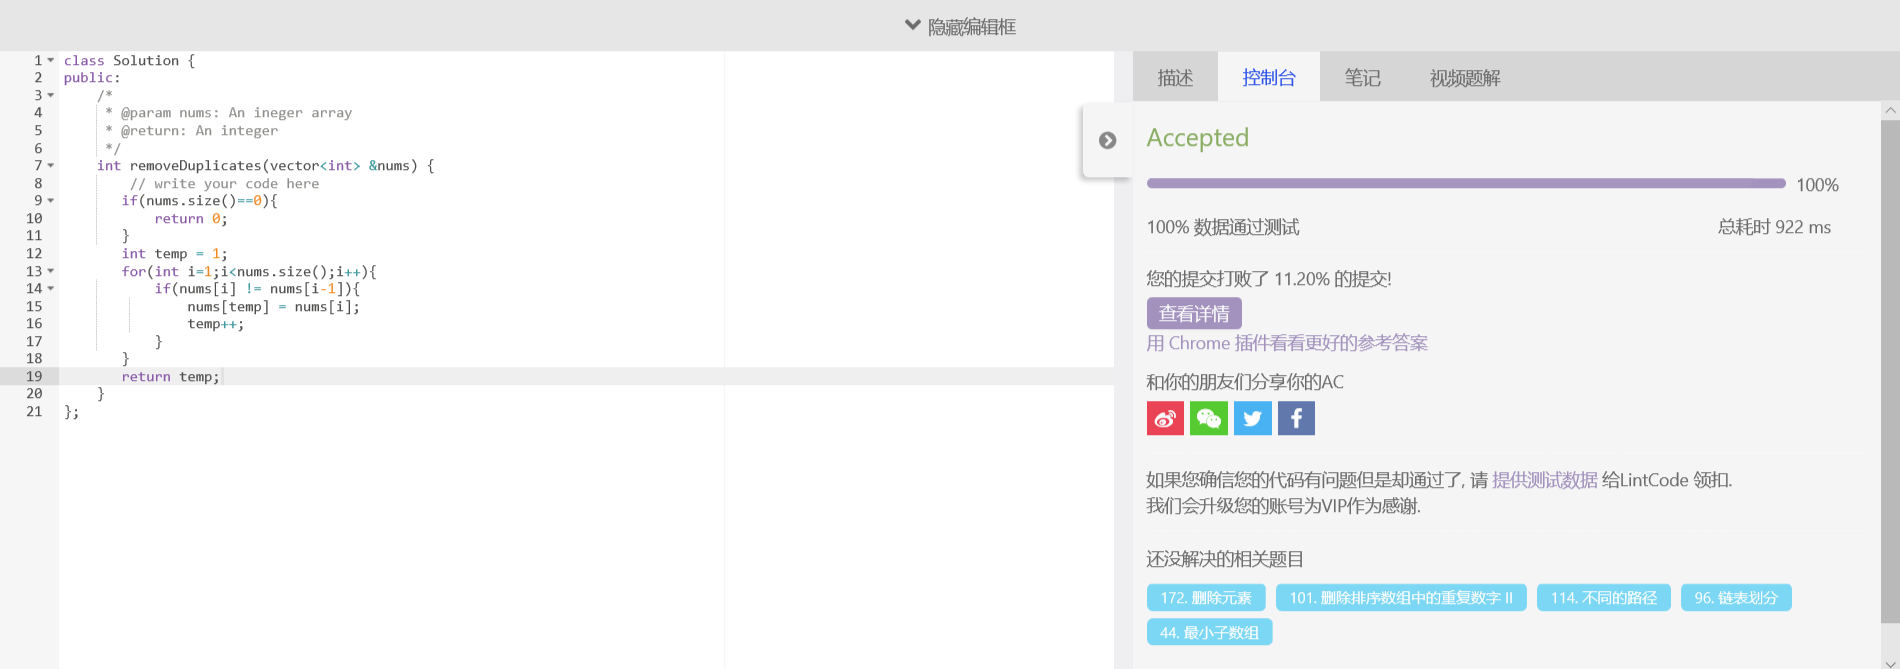 隐藏编辑框
1 class Solution {
2 public:
3     /*
4      * @param nums: An ineger array
5      * @return: An integer
6      */
7     int removeDuplicates(vector<int> &nums) {
8         // write your code here
9        if(nums.size()==0){
10            return 0;
11        }
12        int temp = 1;
13        for(int i=1;i<nums.size();i++){
14            if(nums[i] != nums[i-1]){
15                nums[temp] = nums[i];
16                temp++;
17            }
18        }
19        return temp;
20     }
21 };
描述 控制台 笔记 视频题解
Accepted
100%
100% 数据通过测试 总耗时 922 ms
您的提交打败了 11.20% 的提交!
查看详情
用 Chrome 插件看看更好的参考答案
和你的朋友们分享你的AC
如果您确信您的代码有问题但是却通过了, 请 提供测试数据 给LintCode 领扣.
我们会升级您的账号为VIP作为感谢.
还没解决的相关题目
172. 删除元素 101. 删除排序数组中的重复数字 II 114. 不同的路径 96. 链表划分
44. 最小子数组